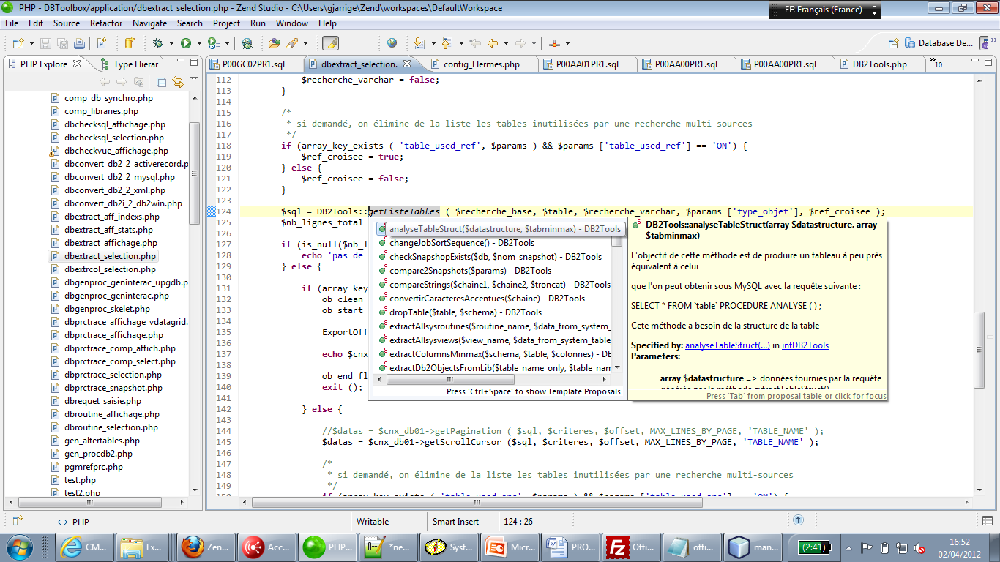 PHP - DBToolbox/application/dbextract_selection.php - Zend Studio - C:\Users\gjarrige\Zend\workspaces\DefaultWorkspace
FR Français (France)
File Edit Source Refactor Navigate Search Project Run Window Help
Database De...
PHP Explore
Type Hierar
P00GC02PR1.sql
dbextract_selection.
config_Hermes.php
P00AA01PR1.sql
P00AA00PR1.sql
P00AA00PR1.sql
DB2Tools.php
»10
comp_db_synchro.php
comp_libraries.php
dbchecksql_affichage.php
dbchecksql_selection.php
dbcheckvue_affichage.php
dbconvert_db2_2_activerecord.p
dbconvert_db2_2_mysql.php
dbconvert_db2_2_xml.php
dbconvert_db2i_2_db2win.php
dbextract_aff_indexs.php
dbextract_aff_stats.php
dbextract_affichage.php
dbextract_selection.php
dbextrcol_selection.php
dbgenproc_geninterac_upgdb.php
dbgenproc_geninterac.php
dbgenproc_skelet.php
dbprctrace_affichage_vdatagrid.
dbprctrace_affichage.php
dbprctrace_comp_affich.php
dbprctrace_comp_select.php
dbprctrace_selection.php
dbprctrace_snapshot.php
dbrequet_saisie.php
dbroutine_affichage.php
dbroutine_selection.php
gen_altertables.php
gen_procdb2.php
pgmrefprc.php
test.php
test2.php
112 $recherche_varchar = false;
113 }
114
115 /*
116 * si demandé, on élimine de la liste les tables inutilisées par une recherche multi-sources
117 */
118 if (array_key_exists ( 'table_used_ref', $params ) && $params ['table_used_ref'] == 'ON') {
119 $ref_croisee = true;
120 } else {
121 $ref_croisee = false;
122 }
123
124 $sql = DB2Tools::getListeTables ( $recherche_base, $table, $recherche_varchar, $params ['type_objet'], $ref_croisee );
125 $nb_lignes_total
126
127 if (is_null($nb_l
128 echo 'pas de
129 } else {
130
131 if (array_key
132 ob_clean
133 ob_start
134
135 ExportOff
136
137 echo $cnx
138
139 ob_end_fl
140 exit ();
141
142 } else {
143
144 //$datas = $cnx_db01->getPagination ( $sql, $criteres, $offset, MAX_LINES_BY_PAGE, 'TABLE_NAME' );
145 $datas = $cnx_db01->getScrollCursor ($sql, $criteres, $offset, MAX_LINES_BY_PAGE, 'TABLE_NAME' );
146
147 /*
148 * si demandé, on élimine de la liste les tables inutilisées par une recherche multi-sources
149 */
analyseTableStruct($datastructure, $tabminmax) - DB2Tools
changeJobSortSequence() - DB2Tools
checkSnapshopExists($db, $nom_snapshot) - DB2Tools
compare2Snapshots($params) - DB2Tools
compareStrings($chaine1, $chaine2, $troncat) - DB2Tools
convertirCaracteresAccentues($chaine) - DB2Tools
dropTable($table, $schema) - DB2Tools
extractAllsysroutines($routine_name, $data_from_system_
extractAllsysviews($view_name, $data_from_system_table
extractColumnsMinmax($schema, $table, $colonnes) - DB
extractDb2ObjectsFromLib($table_name_only, $table_nam
Press 'Ctrl+Space' to show Template Proposals
DB2Tools::analyseTableStruct(array $datastructure, array
$tabminmax)
L'objectif de cette méthode est de produire un tableau à peu près
équivalent à celui
que l'on peut obtenir sous MySQL avec la requête suivante :
SELECT * FROM `table` PROCEDURE ANALYSE ( ) ;
Cete méthode a besoin de la structure de la table
Specified by: analyseTableStruct(...) in intDB2Tools
Parameters:
array $datastructure => données fournies par la requête
Press 'Tab' from proposal table or click for focus
PHP
Writable
Smart Insert
124 : 26
CM...
Ex...
Zen...
Acc...
PHP...
*ne...
Syst...
Micr...
PRO...
Otti...
otti...
man...
(2:41)
16:52
02/04/2012